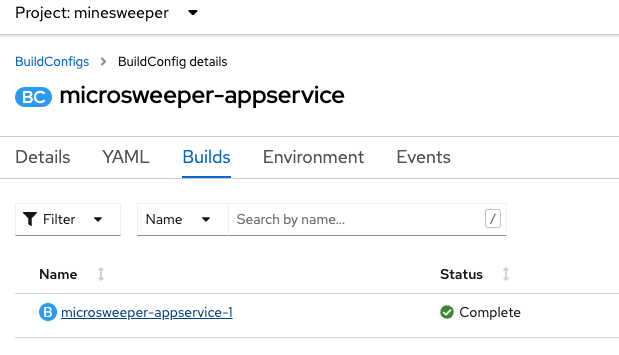 Project: minesweeper
BuildConfigs > BuildConfig details
BC microsweeper-appservice
Details YAML Builds Environment Events
Filter Name Search by name... /
Name Status
B microsweeper-appservice-1 Complete